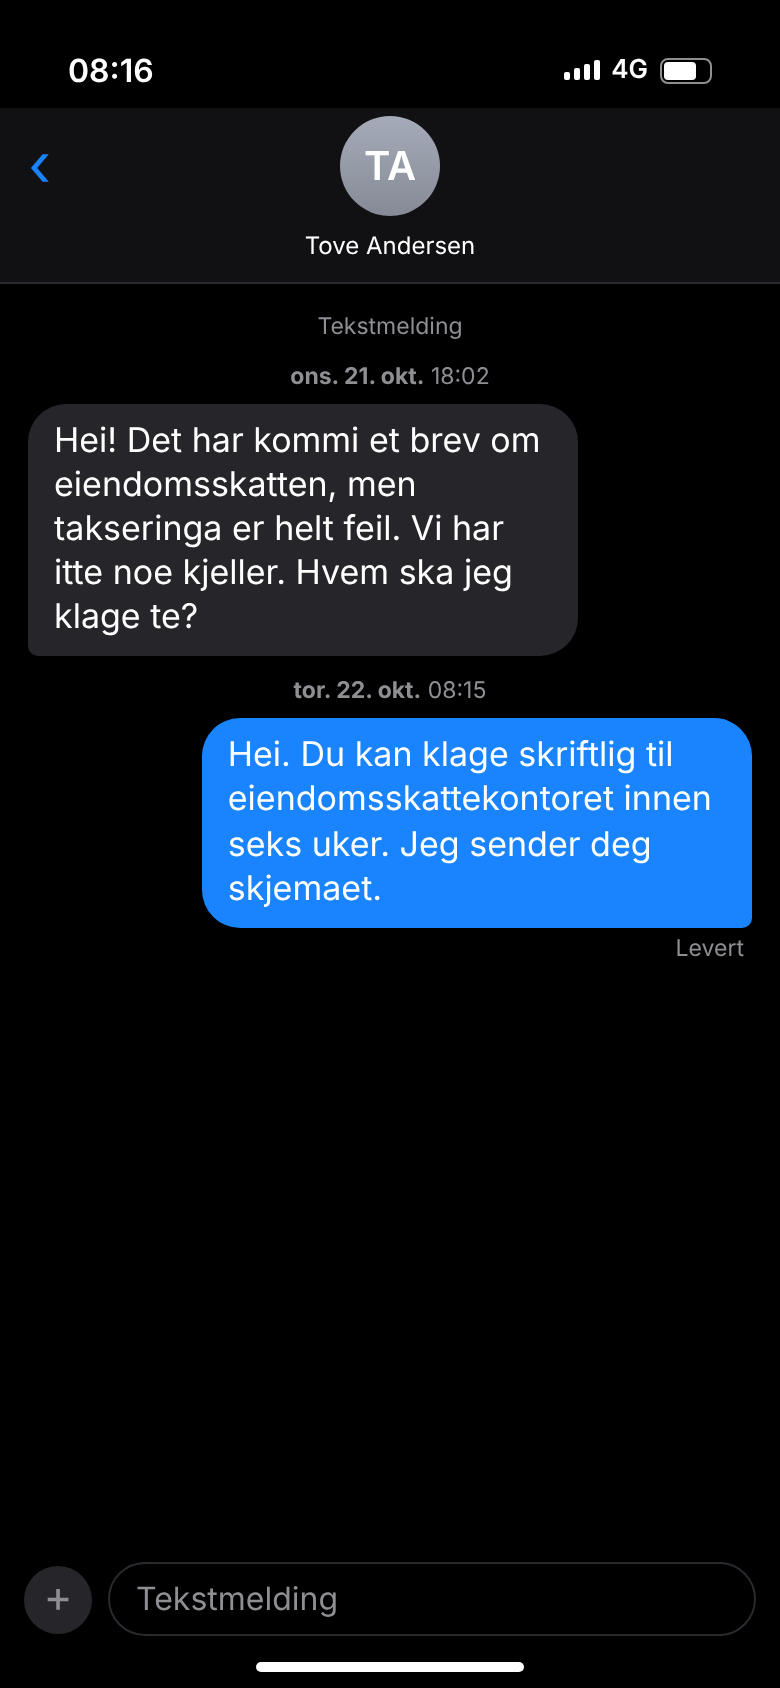 08:16
4G
TA
Tove Andersen
Tekstmelding
ons. 21. okt. 18:02
Hei! Det har kommi et brev om
eiendomsskatten, men
takseringa er helt feil. Vi har
itte noe kjeller. Hvem ska jeg
klage te?
tor. 22. okt. 08:15
Hei. Du kan klage skriftlig til
eiendomsskattekontoret innen
seks uker. Jeg sender deg
skjemaet.
Levert
Tekstmelding